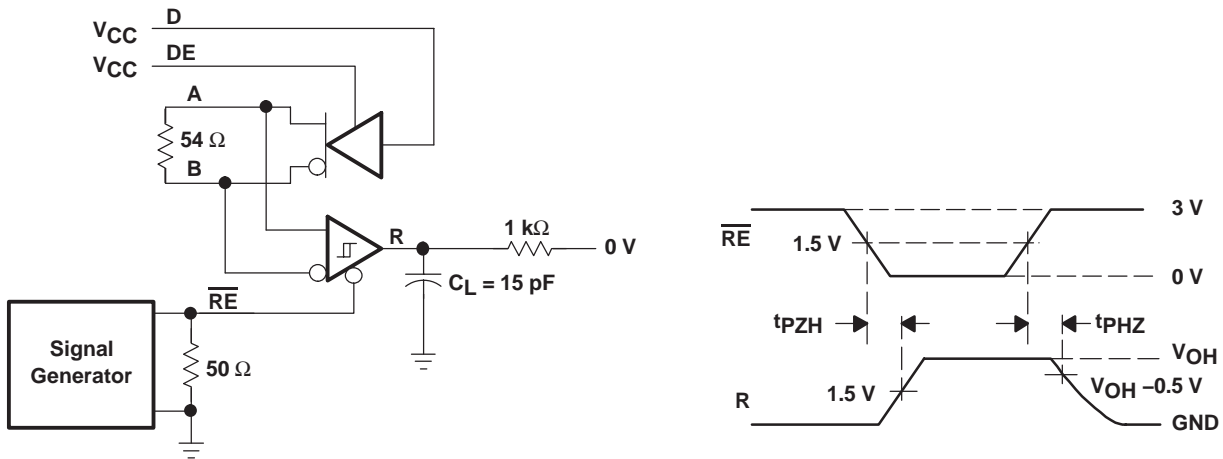 VCC D
VCC DE
A
54 Ω
B
R
1 kΩ
0 V
CL = 15 pF
RE
Signal
Generator
50 Ω
3 V
RE
1.5 V
0 V
tPZH
tPHZ
VOH
1.5 V
VOH –0.5 V
R
GND